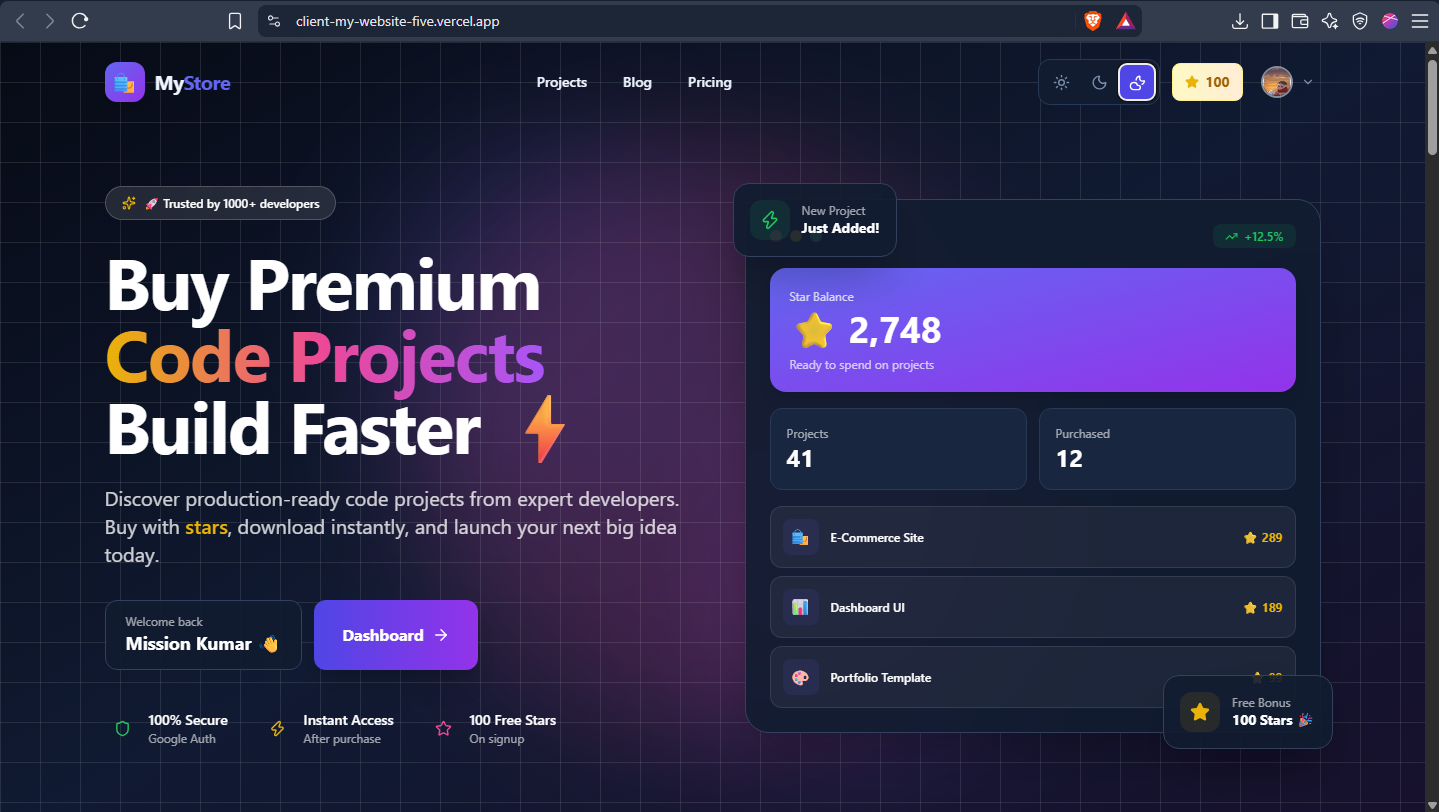 client-my-website-five.vercel.app
MyStore
Projects
Blog
Pricing
100
🚀 Trusted by 1000+ developers
Buy Premium
Code Projects
Build Faster
Discover production-ready code projects from expert developers.
Buy with stars, download instantly, and launch your next big idea
today.
Welcome back
Mission Kumar 👋
Dashboard →
100% Secure
Google Auth
Instant Access
After purchase
100 Free Stars
On signup
New Project
Just Added!
+12.5%
Star Balance
⭐ 2,748
Ready to spend on projects
Projects
41
Purchased
12
E-Commerce Site
289
Dashboard UI
189
Portfolio Template
Free Bonus
100 Stars 🎉